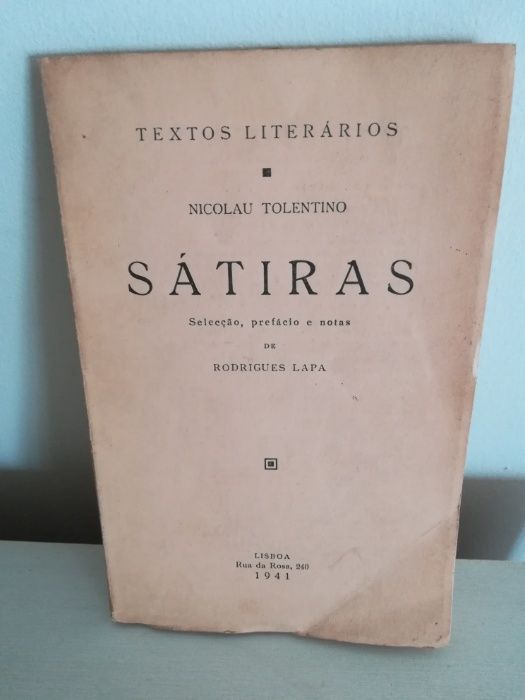 TEXTOS LITERÁRIOS
NICOLAU TOLENTINO
SÁTIRAS
Selecção, prefácio e notas
DE
RODRIGUES LAPA
LISBOA
Rua da Rosa, 240
1941